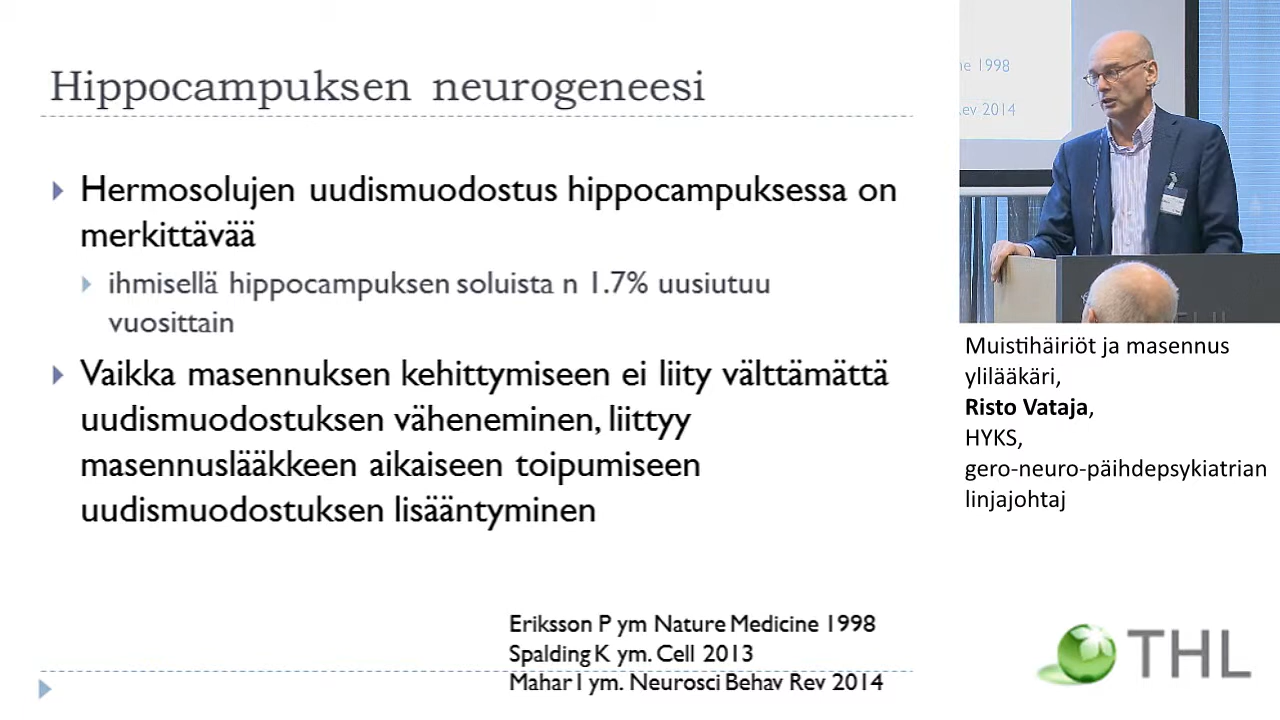 Hippocampuksen neurogeneesi
Hermosolujen uudismuodostus hippocampuksessa on
merkittävää
ihmisellä hippocampuksen soluista n 1.7% uusiutuu
vuosittain
Vaikka masennuksen kehittymiseen ei liity välttämättä
uudismuodostuksen väheneminen, liittyy
masennuslääkkeen aikaiseen toipumiseen
uudismuodostuksen lisääntyminen
Eriksson P ym Nature Medicine 1998
Spalding K ym. Cell 2013
Mahar I ym. Neurosci Behav Rev 2014
ne 1998
ev 2014
THL
Muistihäiriöt ja masennus
ylilääkäri,
Risto Vataja,
HYKS,
gero-neuro-päihdepsykiatrian
linjajohtaj
THL